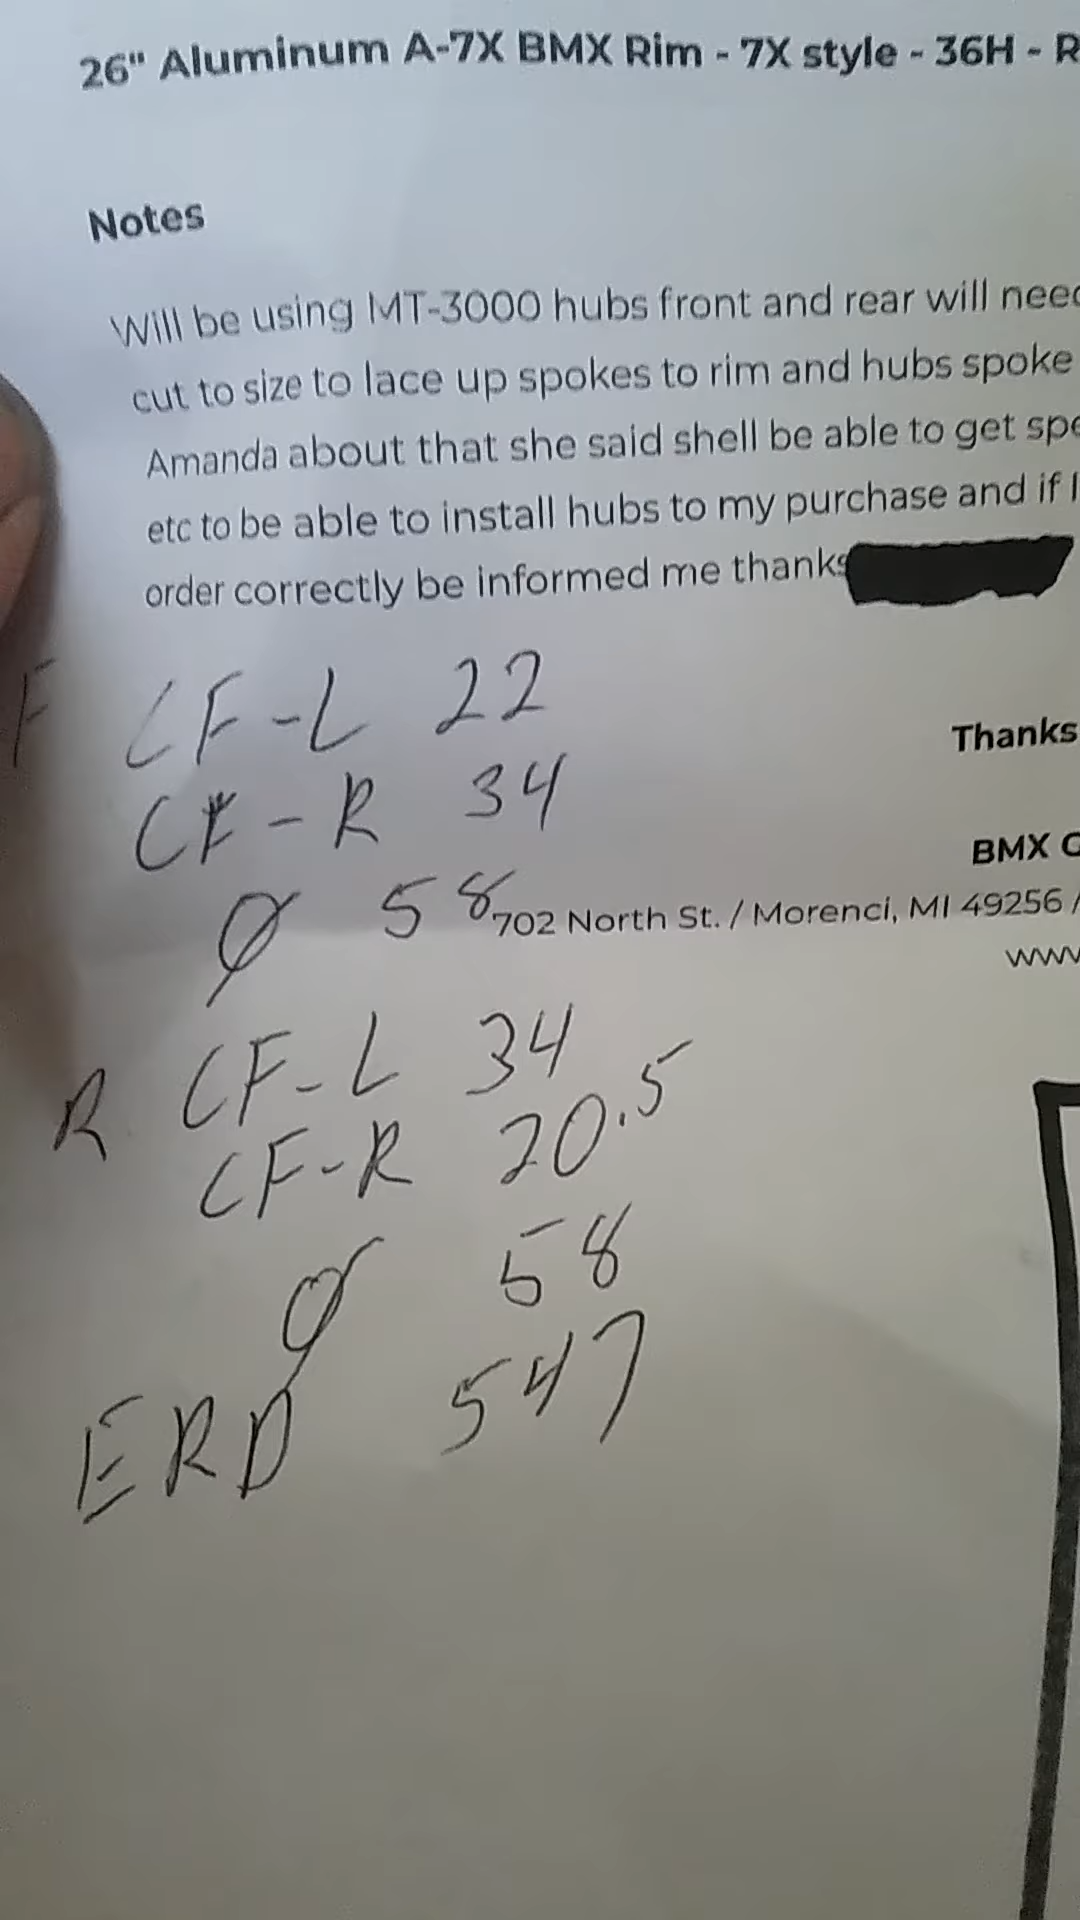 26" Aluminum A-7X BMX Rim - 7X style - 36H - R
Notes
Will be using MT-3000 hubs front and rear will need
cut to size to lace up spokes to rim and hubs spoke
Amanda about that she said shell be able to get spe
etc to be able to install hubs to my purchase and if I
order correctly be informed me thanks
F CF-L 22
CF-R 34
Thanks
BMX
Ø 58
702 North St. / Morenci, MI 49256 /
www
R CF-L 34
CF-R 20.5
Ø 58
ERD 547